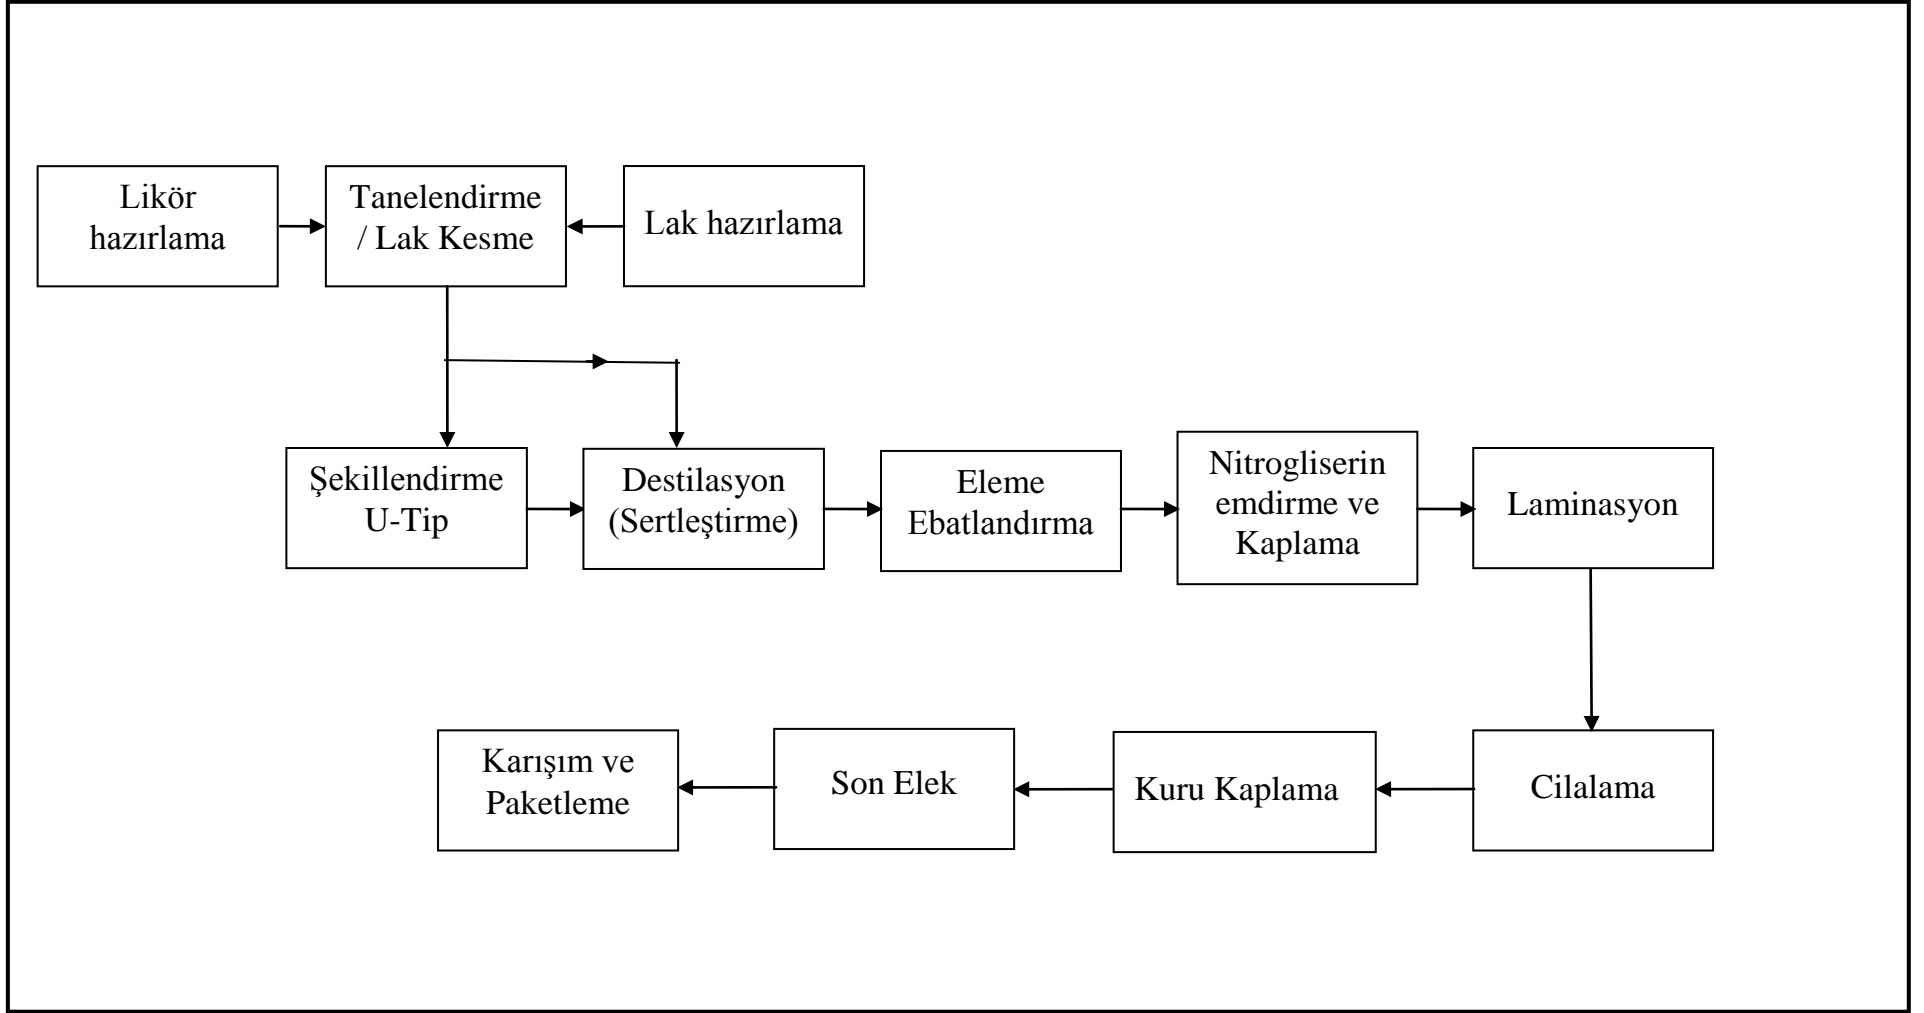 Likör
hazırlama
Tanelendirme
/ Lak Kesme
Lak hazırlama
Şekillendirme
U-Tip
Destilasyon
(Sertleştirme)
Eleme
Ebatlandırma
Nitrogliserin
emdirme ve
Kaplama
Laminasyon
Karışım ve
Paketleme
Son Elek
Kuru Kaplama
Cilalama